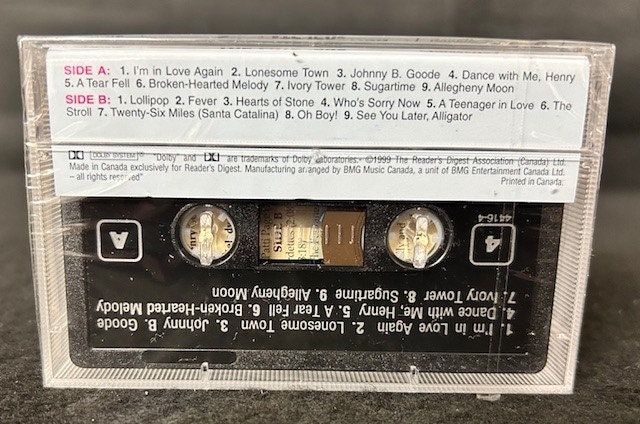 SIDE A: 1. I'm in Love Again 2. Lonesome Town 3. Johnny B. Goode 4. Dance with Me, Henry
5. A Tear Fell 6. Broken-Hearted Melody 7. Ivory Tower 8. Sugartime 9. Allegheny Moon
SIDE B: 1. Lollipop 2. Fever 3. Hearts of Stone 4. Who's Sorry Now 5. A Teenager in Love 6. The
Stroll 7. Twenty-Six Miles (Santa Catalina) 8. Oh Boy! 9. See You Later, Alligator
DOLBY SYSTEM® "Dolby" and are trademarks of Dolby Laboratories. ©1999 The Reader's Digest Association (Canada) Ltd.
Made in Canada exclusively for Reader's Digest. Manufacturing arranged by BMG Music Canada, a unit of BMG Entertainment Canada Ltd.
– all rights reserved"
Printed in Canada.
A
SIDE B
4
4416-4
1. I'm in Love Again 2. Lonesome Town 3. Johnny B. Goode
4. Dance with Me, Henry 5. A Tear Fell 6. Broken-Hearted Melody
7. Ivory Tower 8. Sugartime 9. Allegheny Moon